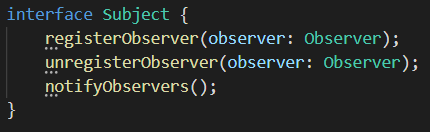 interface Subject {
    registerObserver(observer: Observer);
    unregisterObserver(observer: Observer);
    notifyObservers();
}